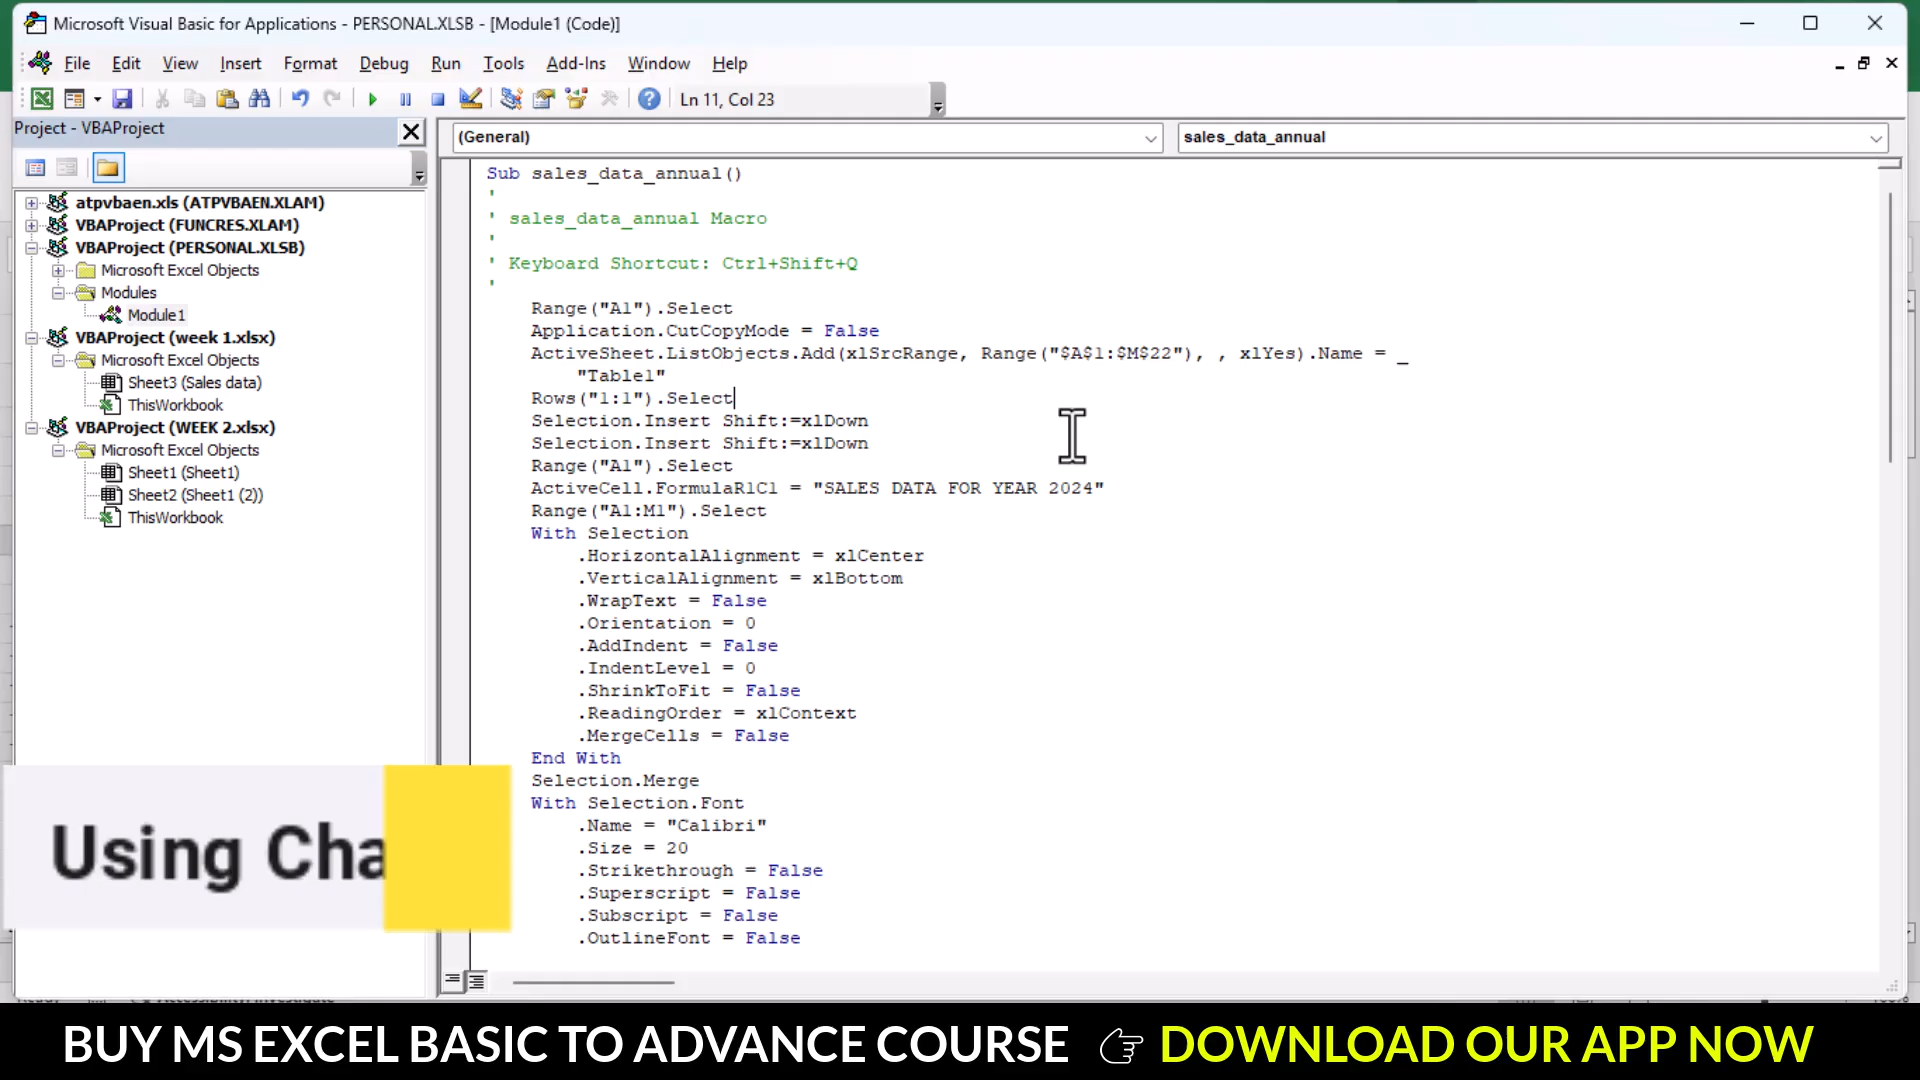 Microsoft Visual Basic for Applications - PERSONAL.XLSB - [Module1 (Code)]
File Edit View Insert Format Debug Run Tools Add-Ins Window Help
Ln 11, Col 23
Project - VBAProject
(General)
sales_data_annual
atpvbaen.xls (ATPVBAEN.XLAM)
VBAProject (FUNCRES.XLAM)
VBAProject (PERSONAL.XLSB)
Microsoft Excel Objects
Modules
Module1
VBAProject (week 1.xlsx)
Microsoft Excel Objects
Sheet3 (Sales data)
ThisWorkbook
VBAProject (WEEK 2.xlsx)
Microsoft Excel Objects
Sheet1 (Sheet1)
Sheet2 (Sheet1 (2))
ThisWorkbook
Sub sales_data_annual()
'
' sales_data_annual Macro
'
' Keyboard Shortcut: Ctrl+Shift+Q
'
Range("A1").Select
Application.CutCopyMode = False
ActiveSheet.ListObjects.Add(xlSrcRange, Range("$A$1:$M$22"), , xlYes).Name = _
"Table1"
Rows("1:1").Select
Selection.Insert Shift:=xlDown
Selection.Insert Shift:=xlDown
Range("A1").Select
ActiveCell.FormulaR1C1 = "SALES DATA FOR YEAR 2024"
Range("A1:M1").Select
With Selection
.HorizontalAlignment = xlCenter
.VerticalAlignment = xlBottom
.WrapText = False
.Orientation = 0
.AddIndent = False
.IndentLevel = 0
.ShrinkToFit = False
.ReadingOrder = xlContext
.MergeCells = False
End With
Selection.Merge
With Selection.Font
.Name = "Calibri"
.Size = 20
.Strikethrough = False
.Superscript = False
.Subscript = False
.OutlineFont = False
Using Cha
BUY MS EXCEL BASIC TO ADVANCE COURSE 👉 DOWNLOAD OUR APP NOW